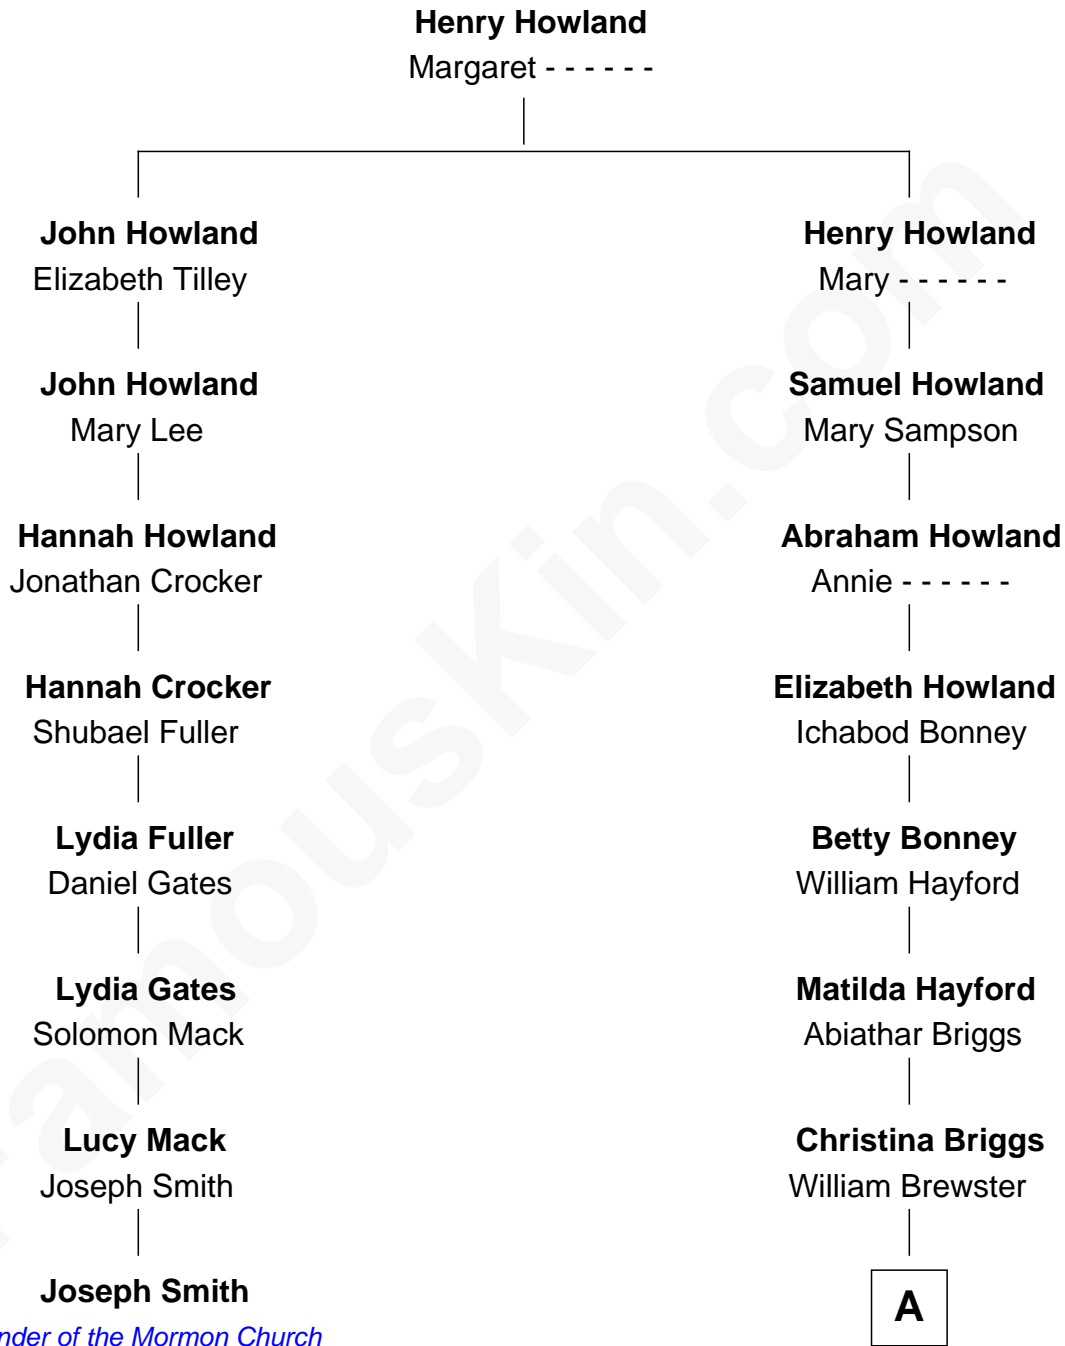 Henry Howland
Margaret - - - - - -
John Howland
Elizabeth Tilley
Henry Howland
Mary - - - - - -
John Howland
Mary Lee
Samuel Howland
Mary Sampson
Hannah Howland
Jonathan Crocker
Abraham Howland
Annie - - - - - -
Hannah Crocker
Shubael Fuller
Elizabeth Howland
Ichabod Bonney
Lydia Fuller
Daniel Gates
Betty Bonney
William Hayford
Lydia Gates
Solomon Mack
Matilda Hayford
Abiathar Briggs
Lucy Mack
Joseph Smith
Christina Briggs
William Brewster
Joseph Smith
nder of the Mormon Church
A
FamousKin.com